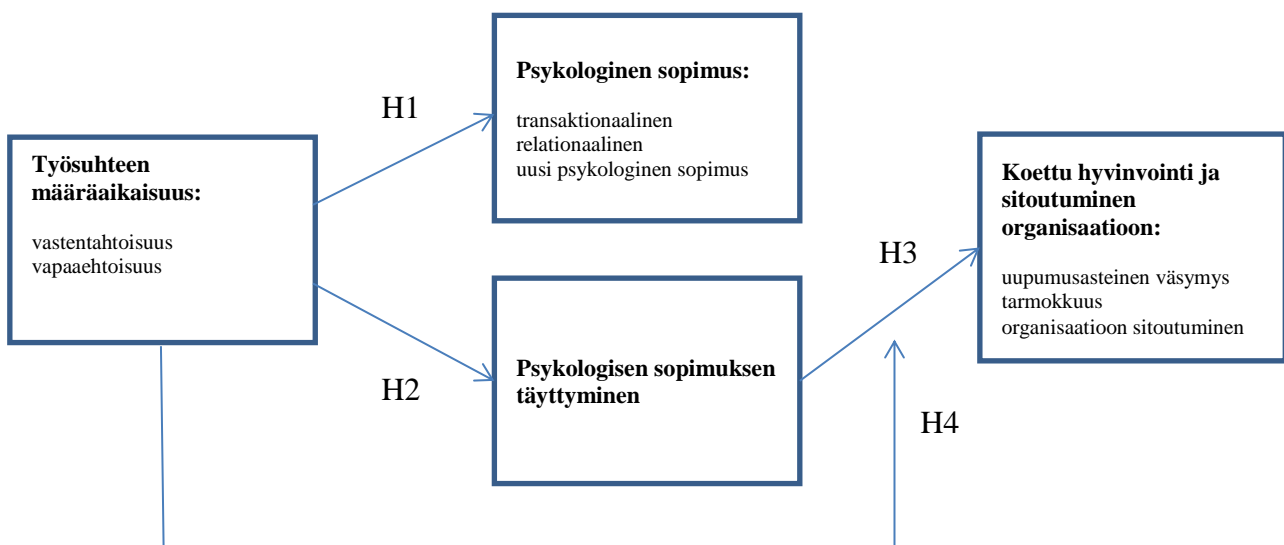 Työsuhteen
määräaikaisuus:
vastentahtoisuus
vapaaehtoisuus
H1
H2
Psykologinen sopimus:
transaktionaalinen
relationaalinen
uusi psykologinen sopimus
Psykologisen sopimuksen
täyttyminen
H3
H4
Koettu hyvinvointi ja
sitoutuminen
organisaatioon:
uupumusasteinen väsymys
tarmokkuus
organisaatioon sitoutuminen